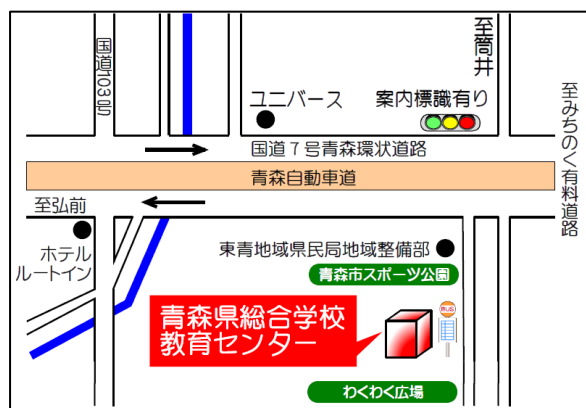 国道103号
至筒井
ユニバース
案内標識有り
至みちのく有料道路
国道7号青森環状道路
青森自動車道
至弘前
ホテル
ルートイン
東青地域県民局地域整備部
青森市スポーツ公園
BUS
青森県総合学校
教育センター
わくわく広場